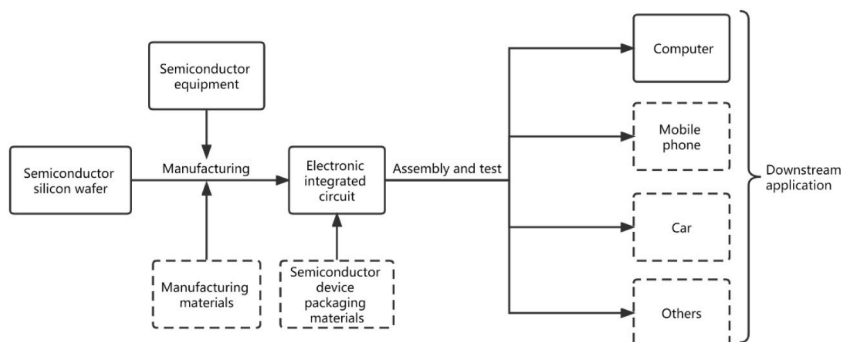 Semiconductor
equipment
Semiconductor
silicon wafer
Manufacturing
Manufacturing
materials
Electronic
integrated
circuit
Semiconductor
device
packaging
materials
Assembly and test
Computer
Mobile
phone
Car
Others
Downstream
application